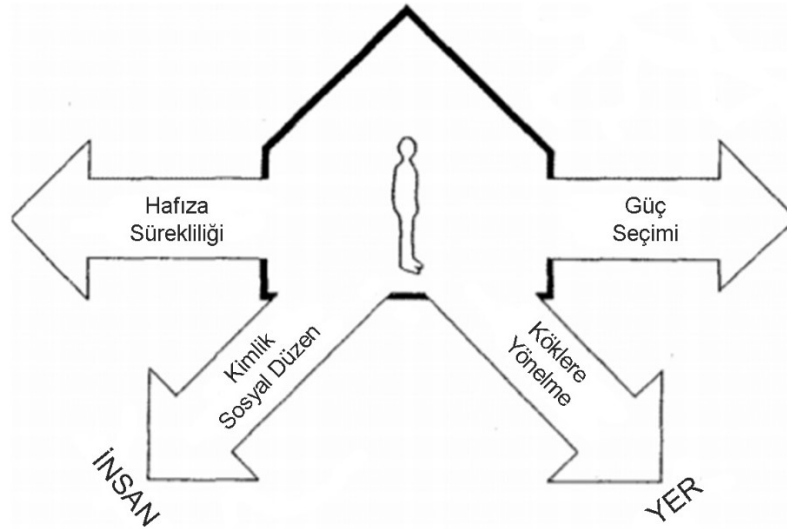 Hafıza
Sürekliliği
Güç
Seçimi
Kimlik
Sosyal Düzen
Köklere
Yönelme
İNSAN
YER